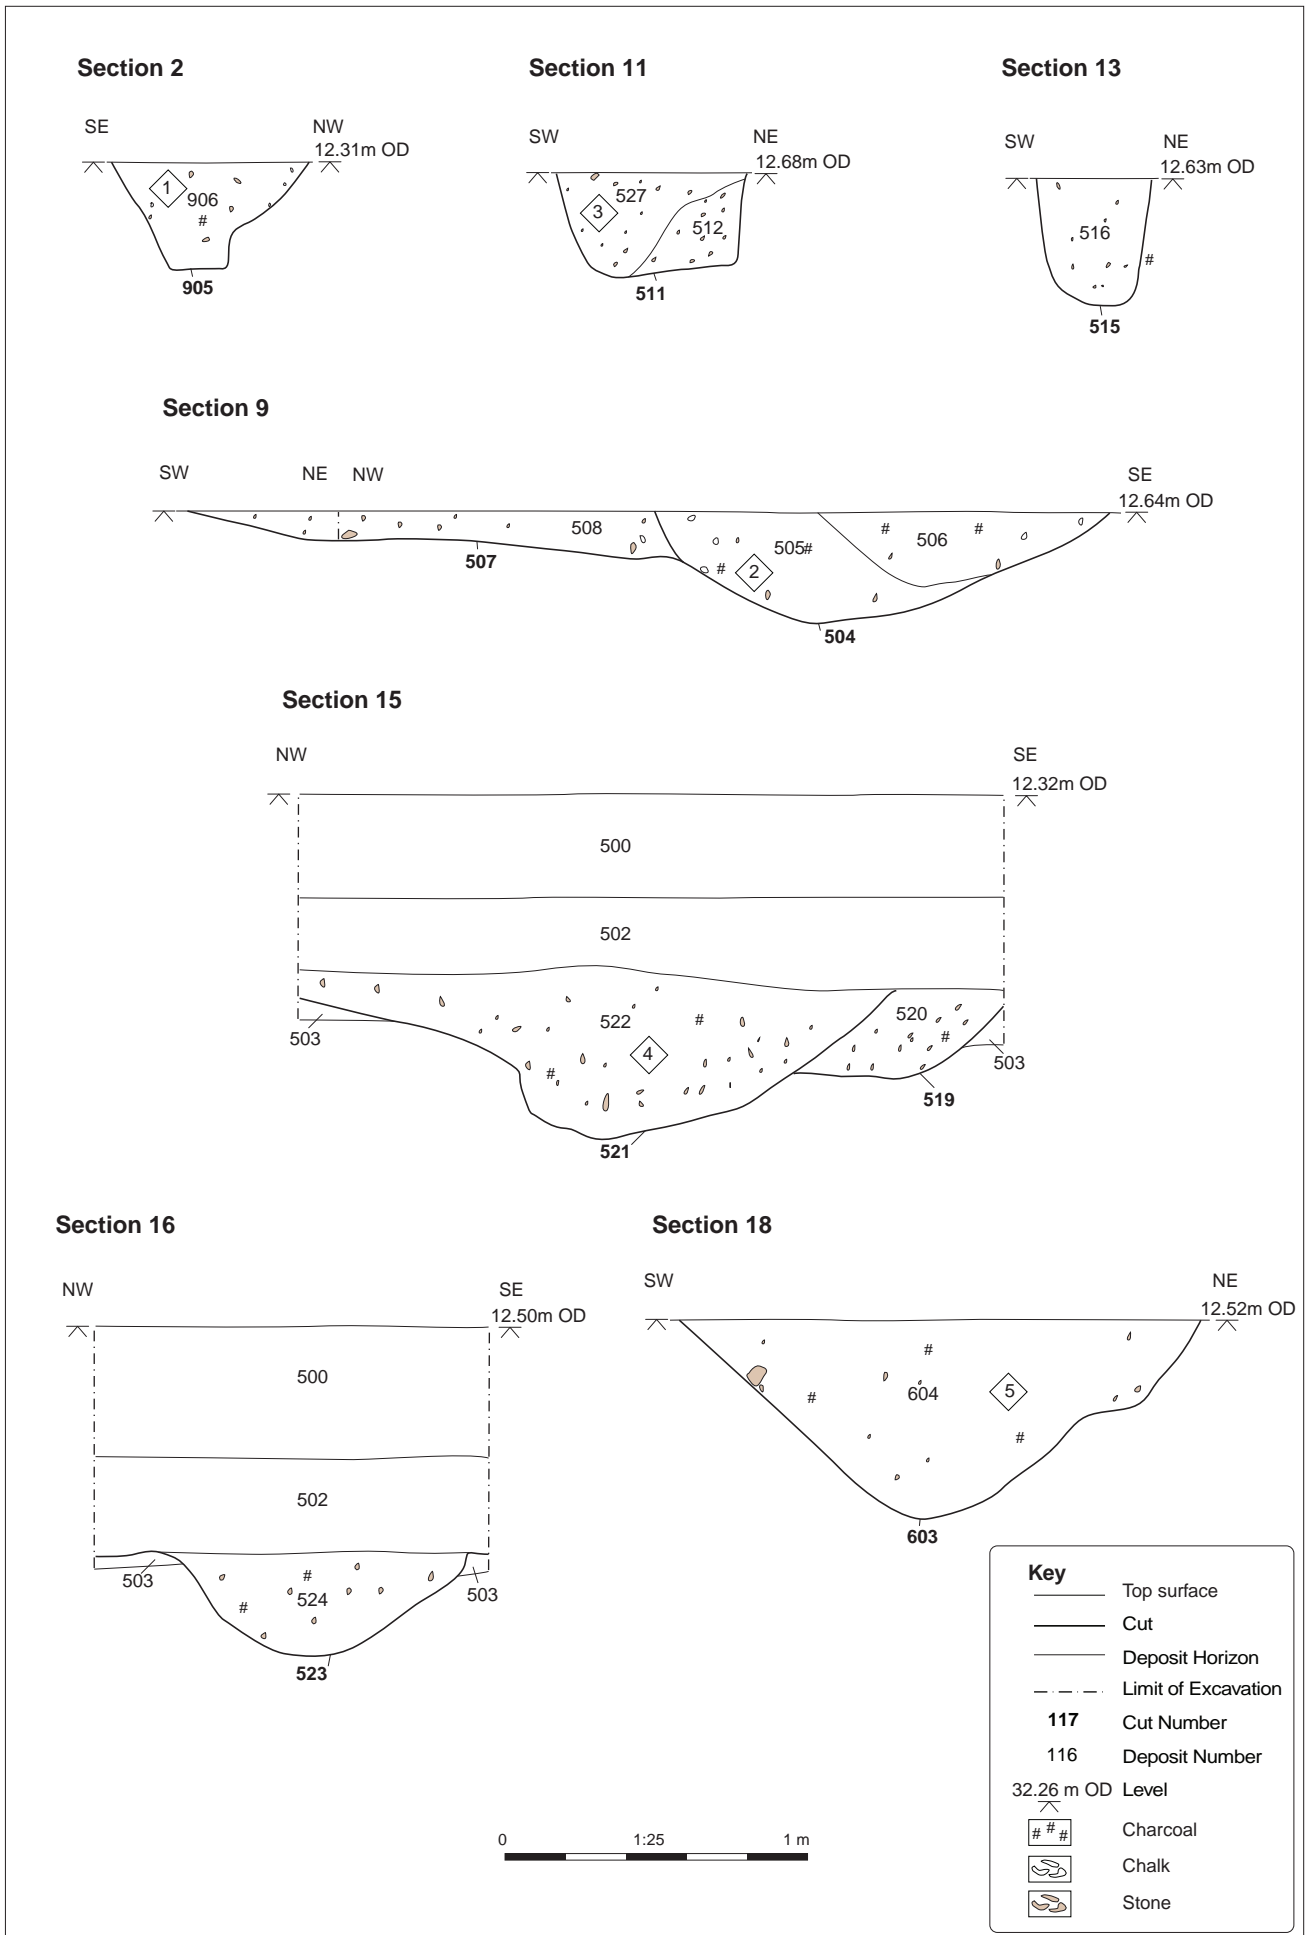 Section 2
SE
NW
12.31m OD
1
906
#
905
Section 11
SW
NE
12.68m OD
527
3
512
511
Section 13
SW
NE
12.63m OD
516
#
515
Section 9
SW
NE
NW
SE
12.64m OD
508
505#
#
#
506
#
2
507
504
Section 15
NW
SE
12.32m OD
500
502
522
#
520
#
503
4
#
503
519
521
Section 16
NW
SE
12.50m OD
500
502
503
#
524
#
503
523
Section 18
SW
NE
12.52m OD
#
#
604
5
#
603
Key
Top surface
Cut
Deposit Horizon
Limit of Excavation
117 Cut Number
116 Deposit Number
32.26 m OD Level
# # # Charcoal
Chalk
Stone
0 1:25 1 m